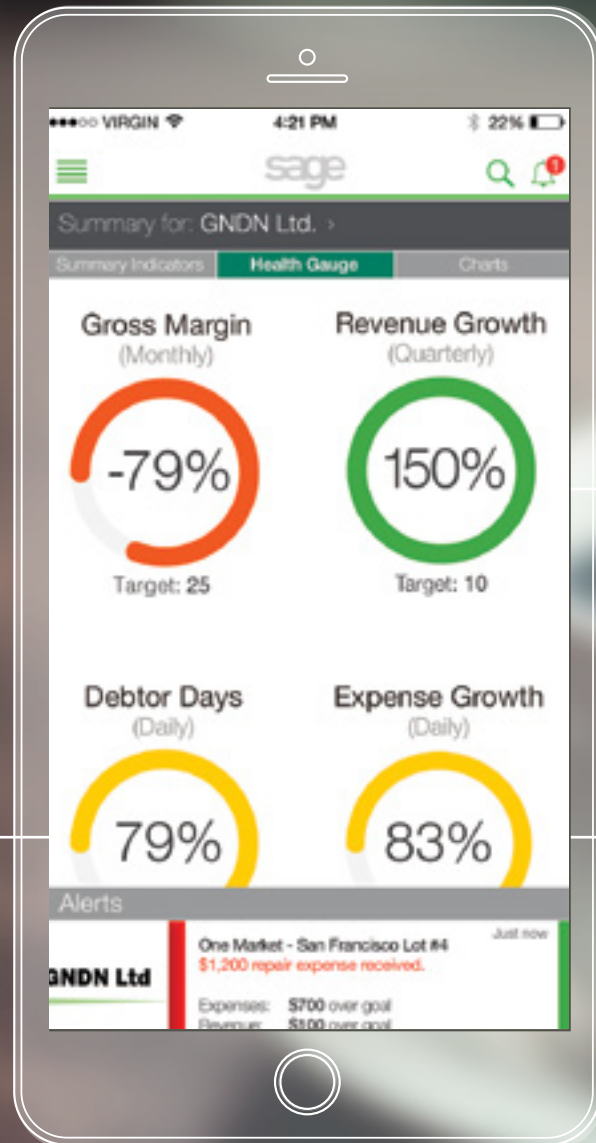 VIRGIN 4:21 PM 22%
sage
1
Summary for: GNDN Ltd. >
Summary Indicators Health Gauge Charts
Gross Margin Revenue Growth
(Monthly) (Quarterly)
-79% 150%
Target: 25 Target: 10
Debtor Days Expense Growth
(Daily) (Daily)
79% 83%
Alerts
Just now
One Market - San Francisco Lot #4
$1,200 repair expense received.
GNDN Ltd
Expenses: $700 over goal
Revenue: $100 over goal